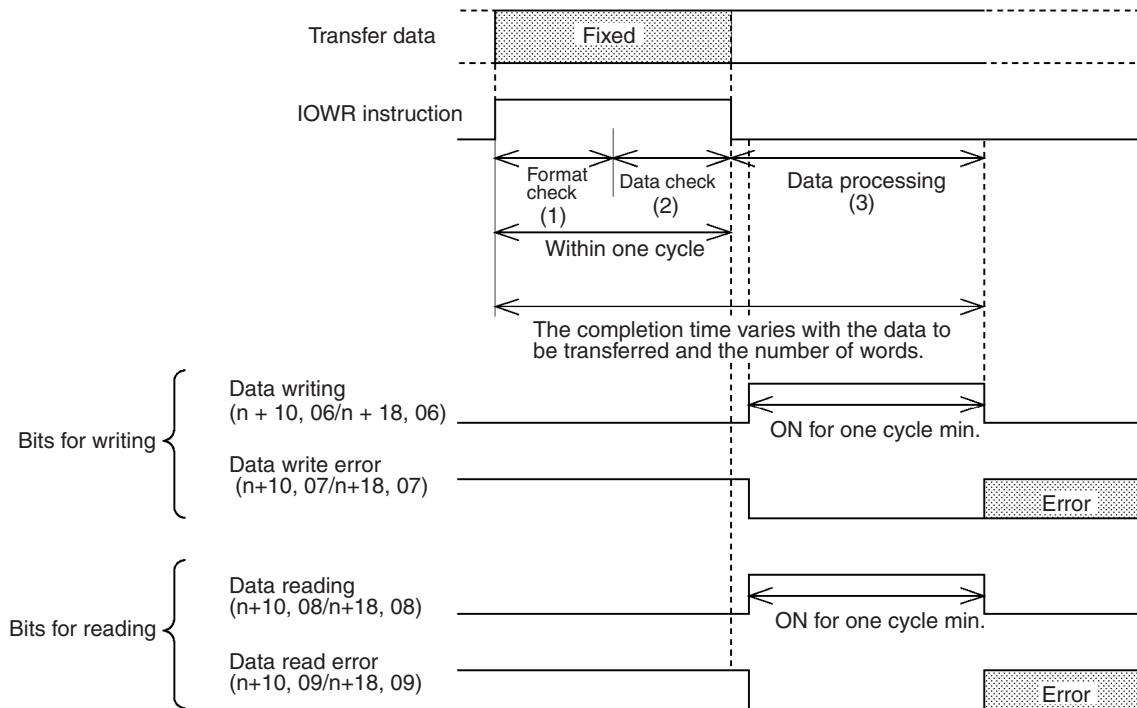 Transfer data
Fixed
IOWR instruction
Format
check
(1)
Data check
(2)
Data processing
(3)
Within one cycle
The completion time varies with the data to
be transferred and the number of words.
Bits for writing
Data writing
(n + 10, 06/n + 18, 06)
ON for one cycle min.
Data write error
(n+10, 07/n+18, 07)
Error
Bits for reading
Data reading
(n+10, 08/n+18, 08)
ON for one cycle min.
Data read error
(n+10, 09/n+18, 09)
Error